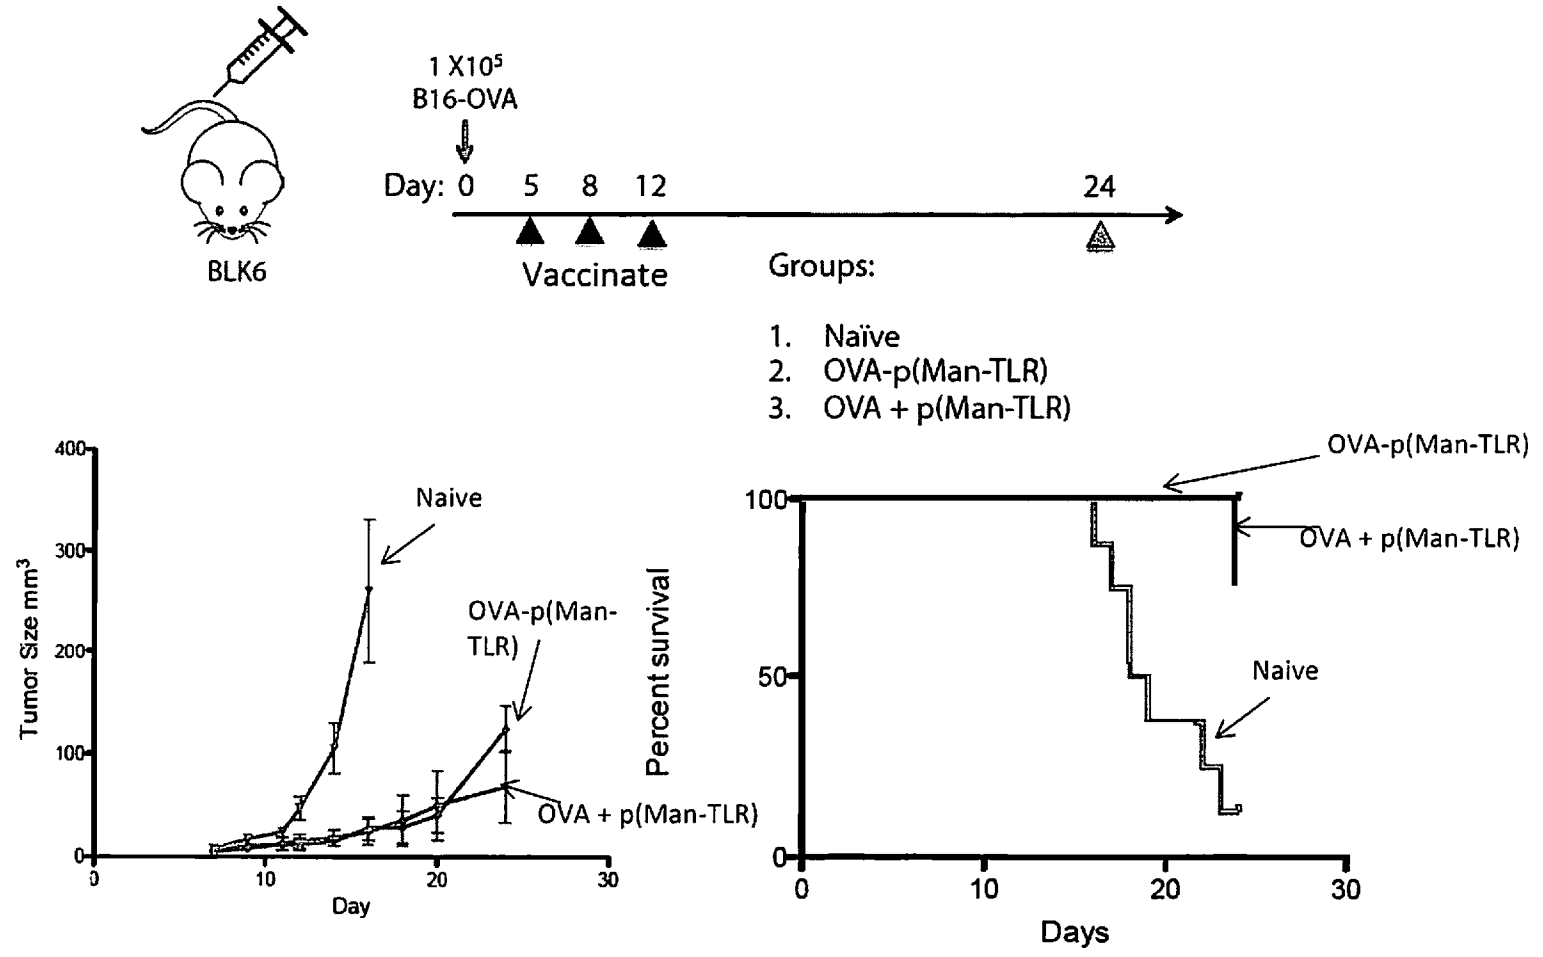 1 X10⁵
B16-OVA
Day: 0 5 8 12 24
BLK6
Vaccinate
Groups:
1. Naïve
2. OVA-p(Man-TLR)
3. OVA + p(Man-TLR)
400
300
200
100
0
Tumor Size mm³
Naive
OVA-p(Man-
TLR)
OVA + p(Man-TLR)
0 10 20 30
Day
OVA-p(Man-TLR)
OVA + p(Man-TLR)
Naive
100
50
0
Percent survival
0 10 20 30
Days